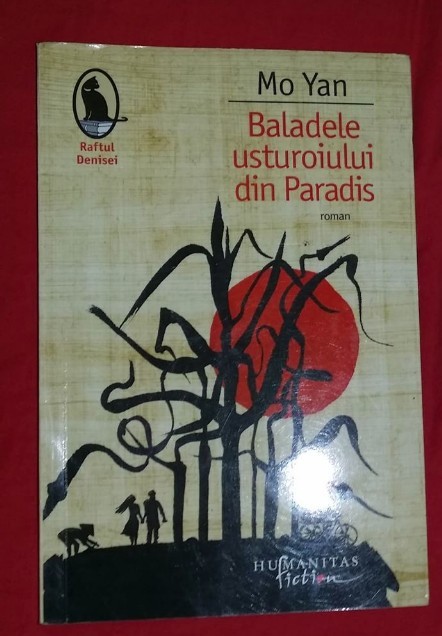 Mo Yan
Raftul
Denisei
Baladele
usturoiului
din Paradis
roman
HUMANITAS
fiction